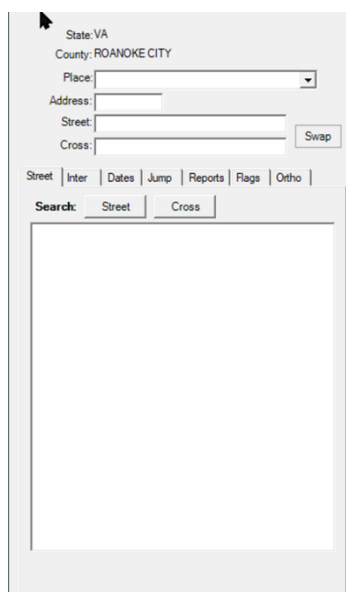 State: VA
County: ROANOKE CITY
Place:
Address:
Street:
Cross:
Swap
Street Inter Dates Jump Reports Flags Ortho
Search: Street Cross